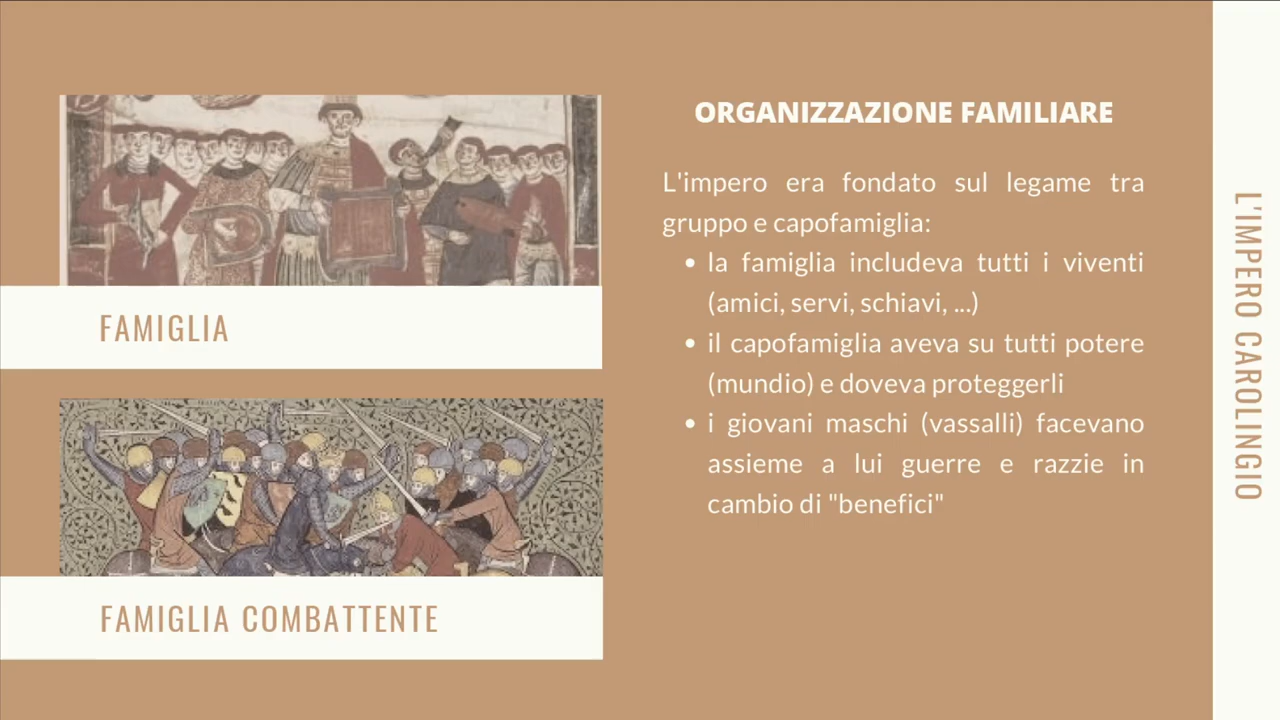 FAMIGLIA
FAMIGLIA COMBATTENTE
ORGANIZZAZIONE FAMILIARE
L'impero era fondato sul legame tra
gruppo e capofamiglia:
• la famiglia includeva tutti i viventi
(amici, servi, schiavi, ...)
• il capofamiglia aveva su tutti potere
(mundio) e doveva proteggerli
• i giovani maschi (vassalli) facevano
assieme a lui guerre e razzie in
cambio di "benefici"
L'IMPERO CAROLINGIO